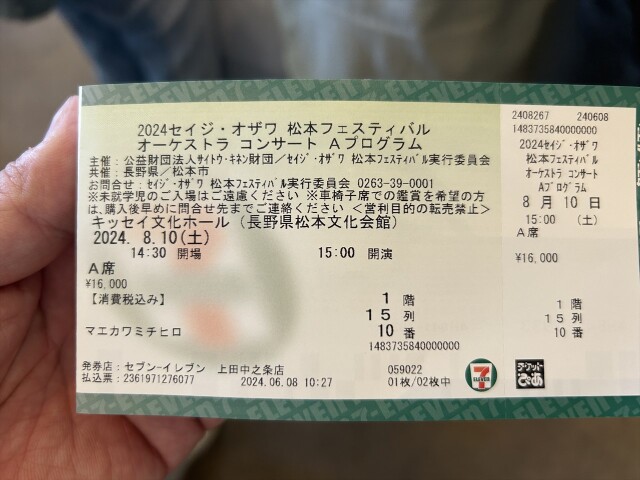 2024セイジ・オザワ 松本フェスティバル
オーケストラ コンサート Aプログラム
主催：公益財団法人サイトウ・キネン財団／セイジ・オザワ 松本フェスティバル実行委員会
共催：長野県／松本市
お問合せ：セイジ・オザワ 松本フェスティバル実行委員会 0263-39-0001
※未就学児のご入場はご遠慮ください ※車椅子席での鑑賞を希望の方
は、購入後早めに問合せ先までご連絡ください ＜営利目的の転売禁止＞
キッセイ文化ホール（長野県松本文化会館）
2024. 8.10(土)
14:30 開場 15:00 開演
A席
¥16,000
【消費税込み】
1 階
15 列
10 番
マエカワミチヒロ
1483735840000000
発券店：セブン-イレブン 上田中之条店
払込票：2361971276077 2024.06.08 10:27
059022
01枚/02枚中
7
ELEVEN
チケット
ぴあ
2408267 240608
1483735840000000
2024セイジ・オザワ
松本フェスティバル
オーケストラ コンサート
Aプログラム
8 月 10 日
15:00 (土)
A席
¥16,000
1 階
15 列
10 番